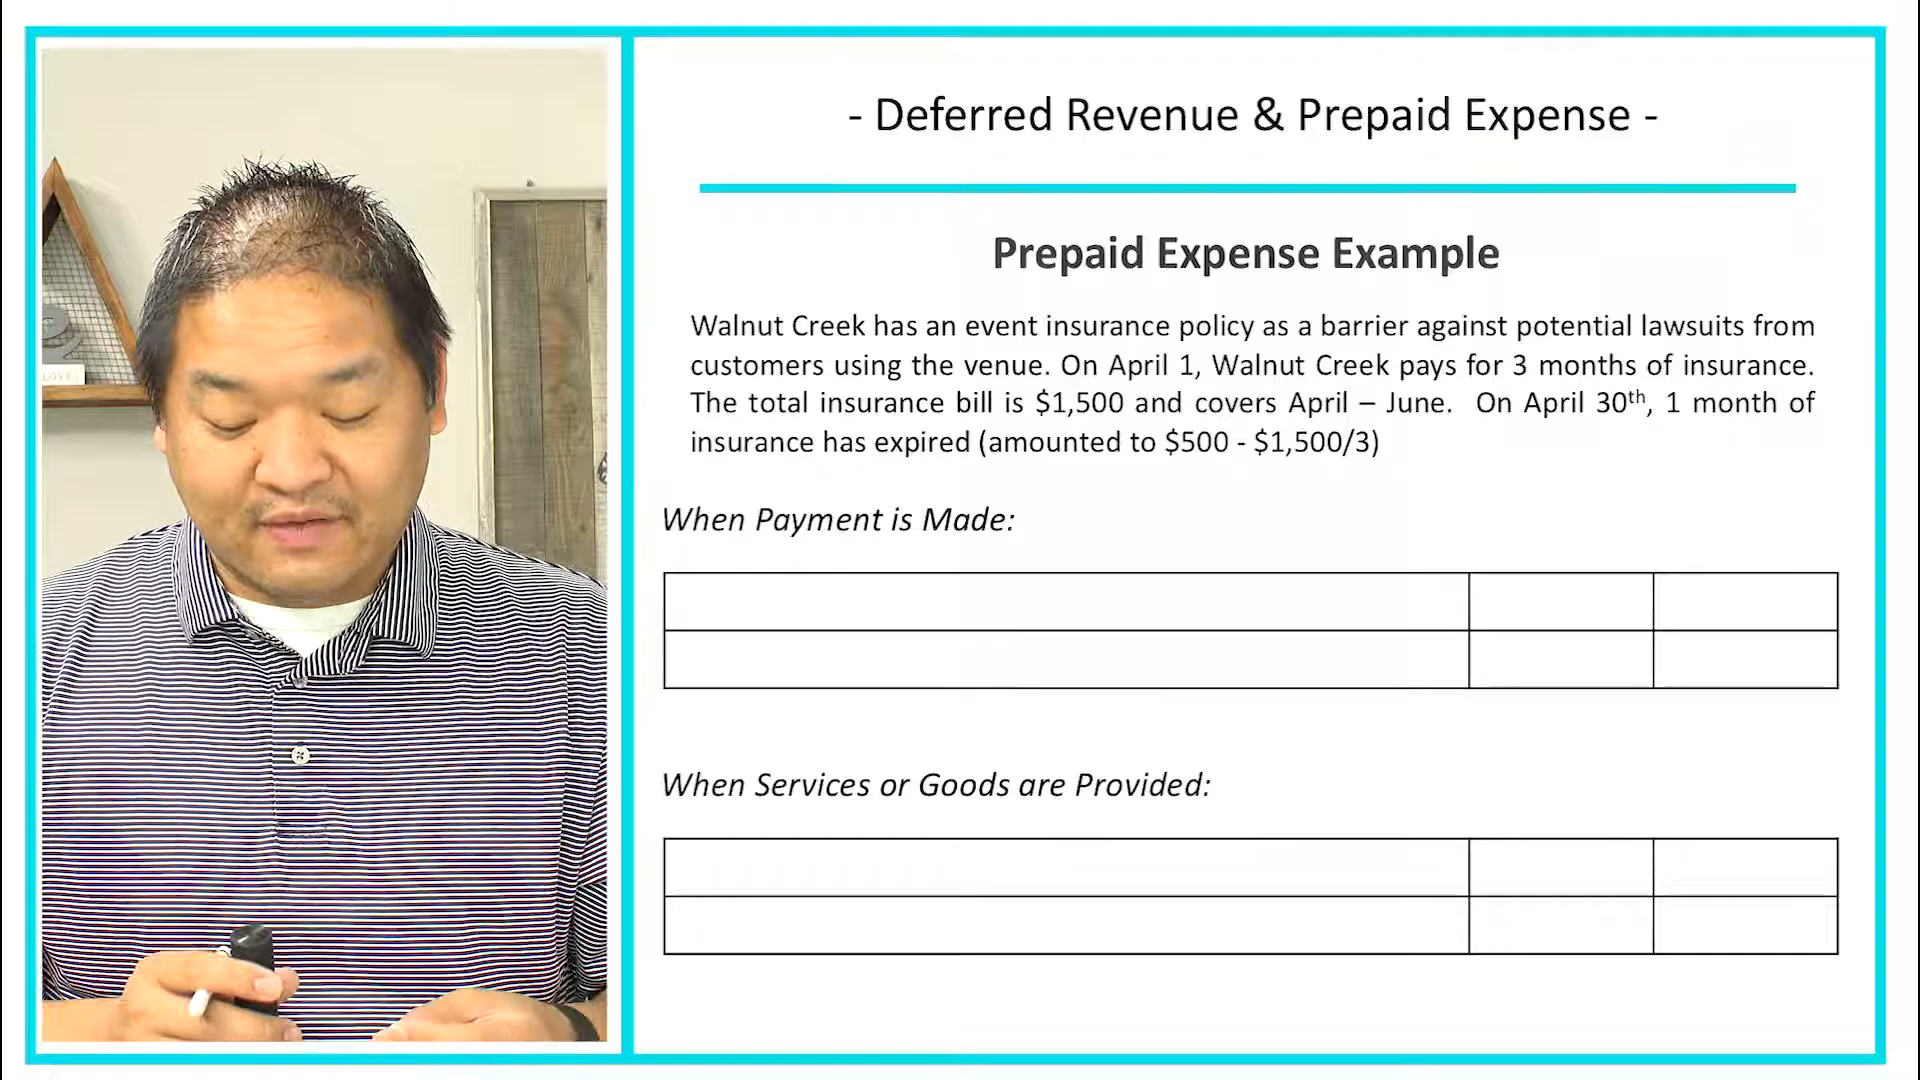 - Deferred Revenue & Prepaid Expense -
Prepaid Expense Example
Walnut Creek has an event insurance policy as a barrier against potential lawsuits from
customers using the venue. On April 1, Walnut Creek pays for 3 months of insurance.
The total insurance bill is $1,500 and covers April – June. On April 30th, 1 month of
insurance has expired (amounted to $500 - $1,500/3)
When Payment is Made:
When Services or Goods are Provided: